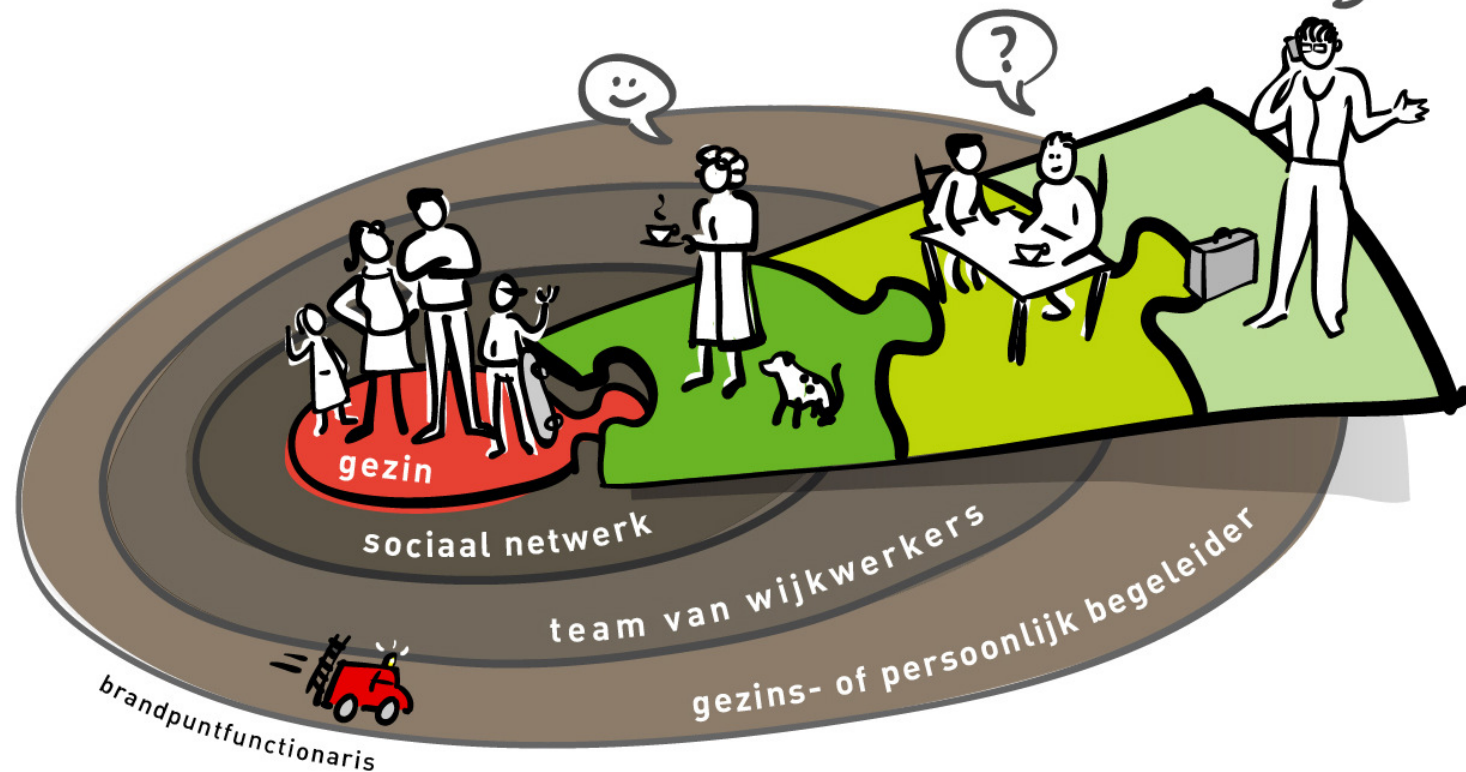 ?
gezin
sociaal netwerk
team van wijkwerkers
gezins- of persoonlijk begeleider
brandpuntfunctionaris